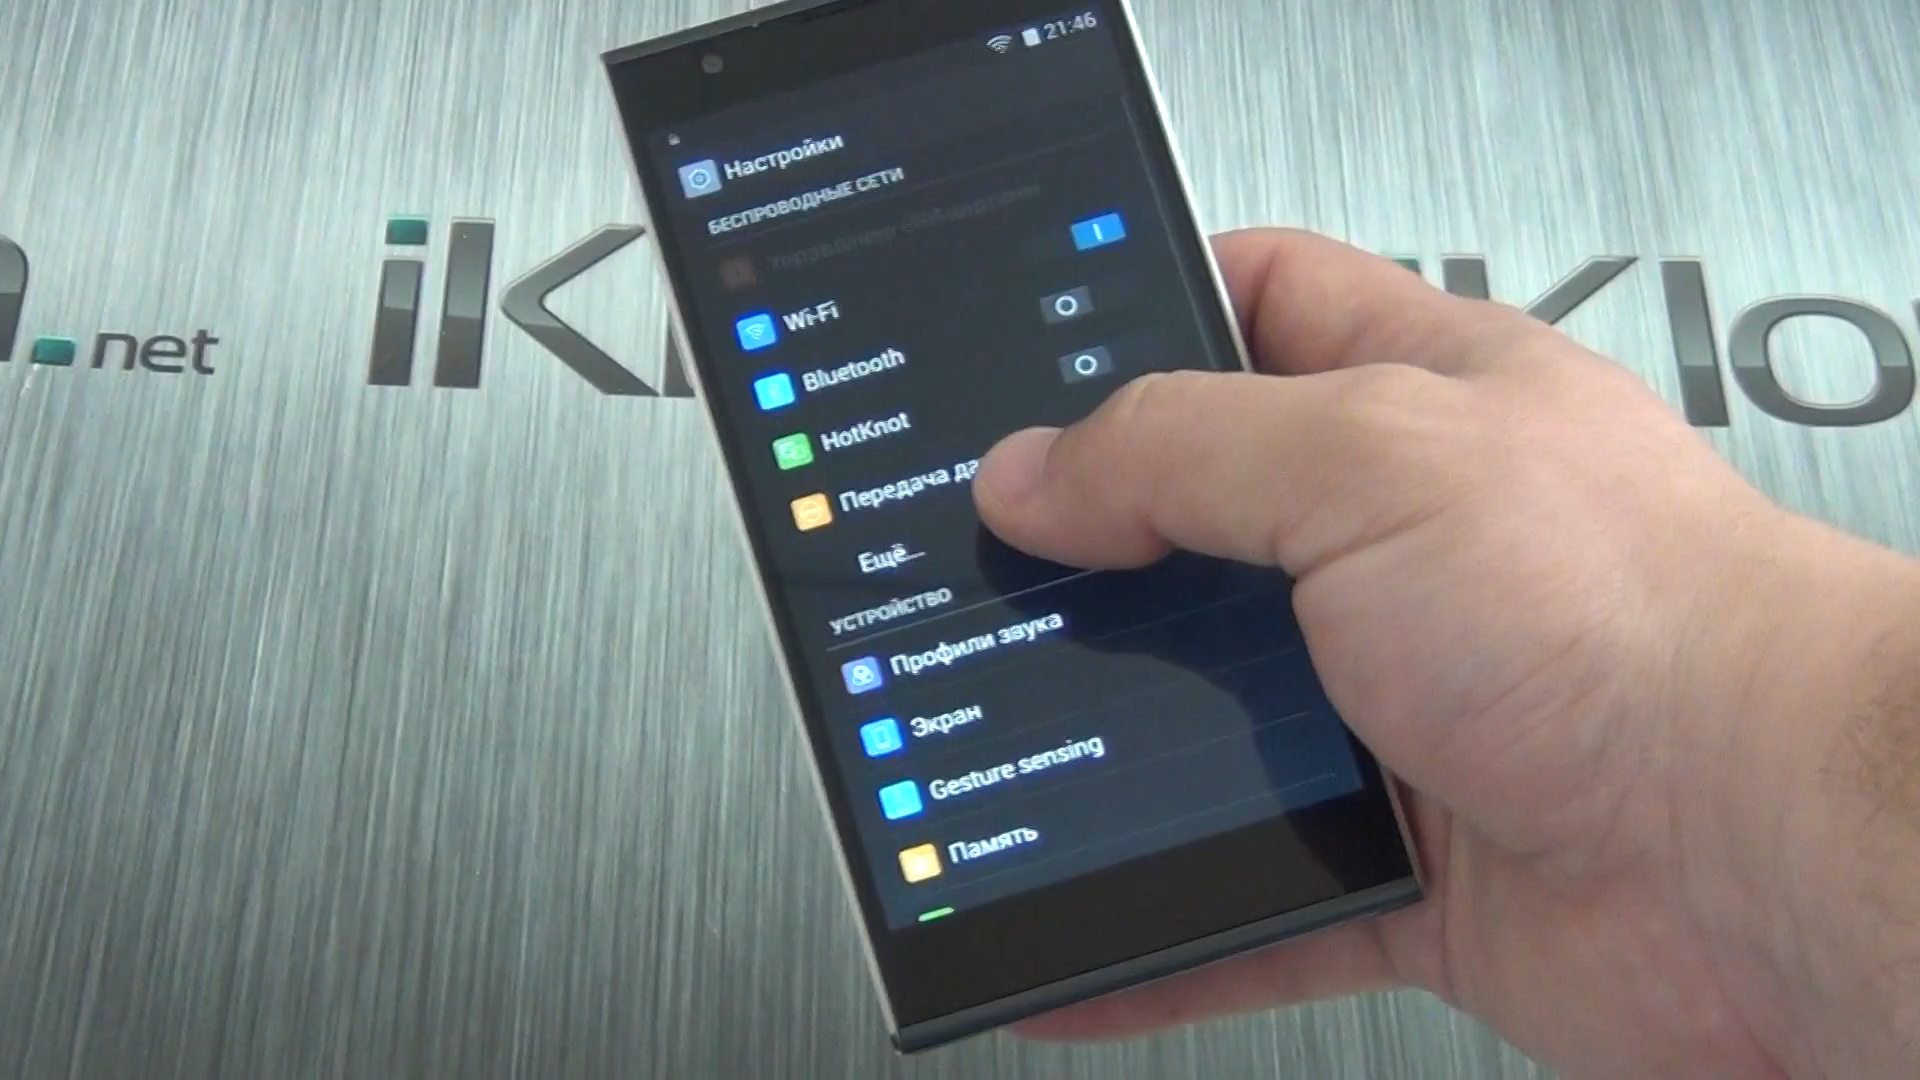 21:46
Настройки
БЕСПРОВОДНЫЕ СЕТИ
Wi-Fi
Bluetooth
HotKnot
Передача да
Ещё...
УСТРОЙСТВО
Профили звука
Экран
Gesture sensing
Память
.net
iK
Klo